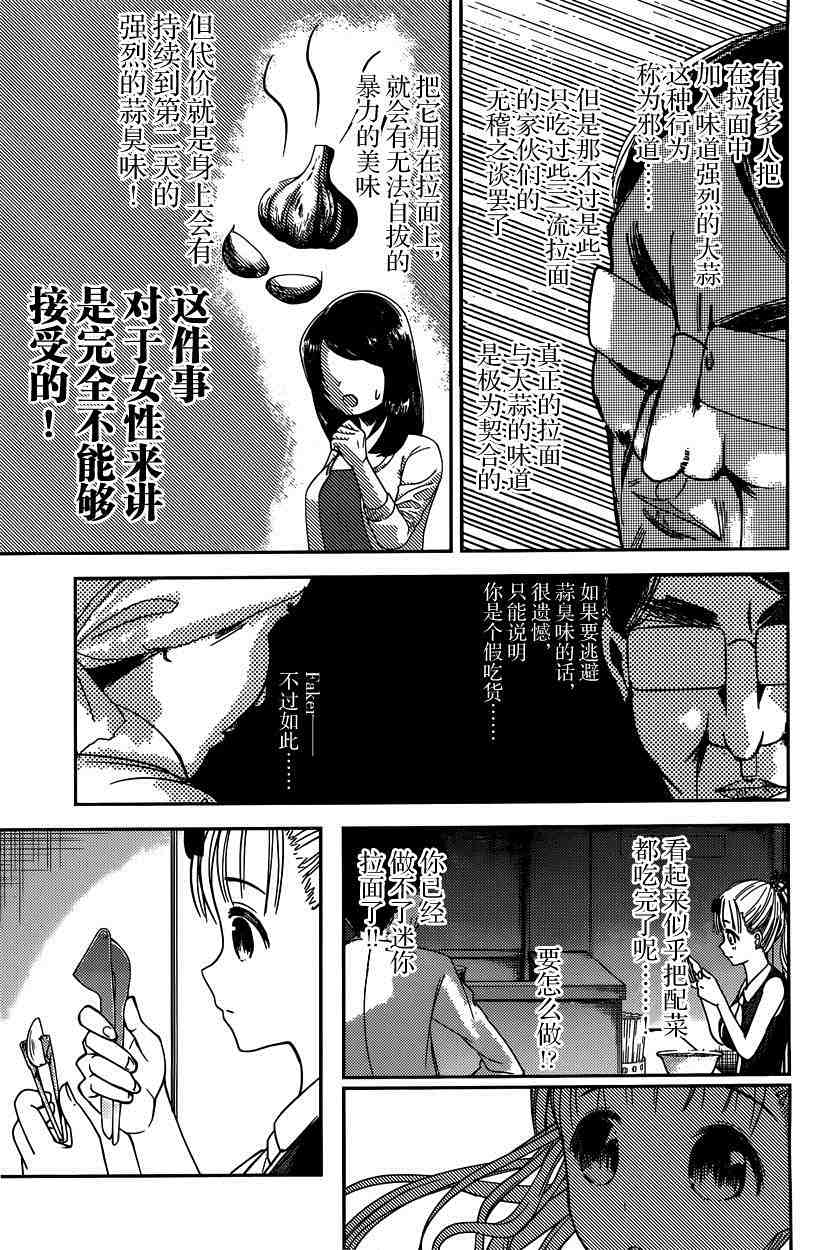 有很多人把
在拉面中
加入味道强烈的大蒜
这种行为
称为邪道……
但是那不过是些
只吃过些三流拉面
的家伙们的
无稽之谈罢了
真正的拉面
与大蒜的味道
是极为契合的
把它用在拉面上,
就会有无法自拔的
暴力的美味
但代价就是身上会有
持续到第二天的
强烈的蒜臭味!
这件事
对于女性来讲
是完全不能够
接受的!
如果要逃避
蒜臭味的话,
很遗憾,
只能说明
你是个假吃货……
Faker——
不过如此……
看起来似乎把配菜
都吃完了呢……!
要怎么做!?
你已经
做不了迷你
拉面了!!